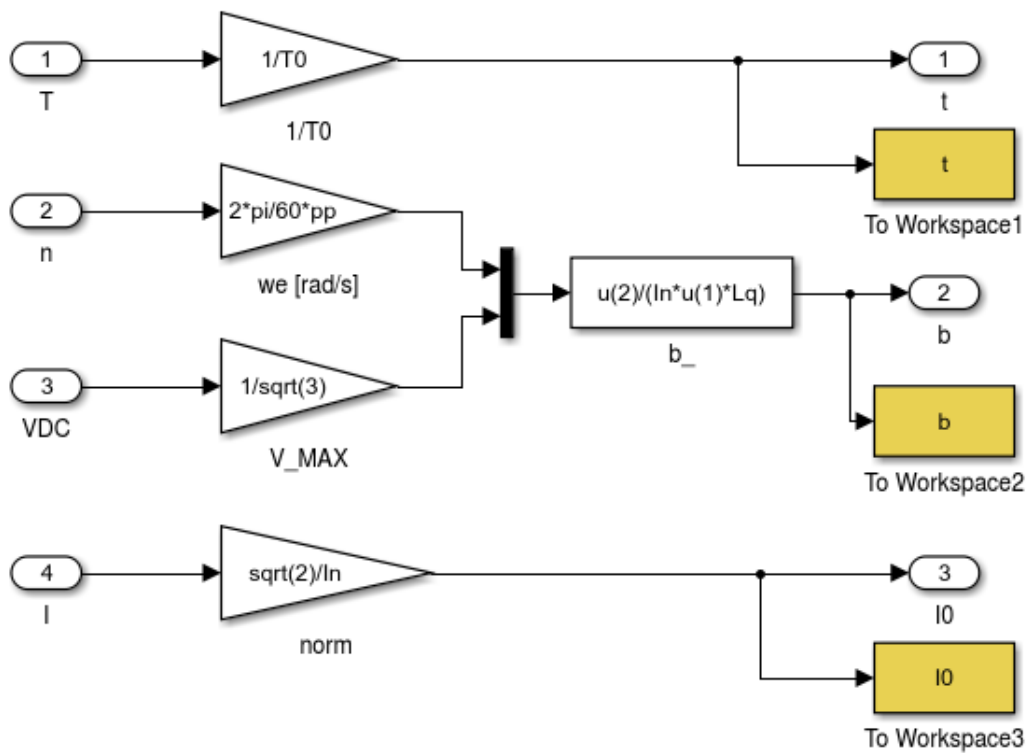 1
T
1/T0
1/T0
1
t
t
To Workspace1
2
n
2*pi/60*pp
we [rad/s]
3
VDC
1/sqrt(3)
V_MAX
u(2)/(In*u(1)*Lq)
b_
2
b
b
To Workspace2
4
I
sqrt(2)/In
norm
3
I0
I0
To Workspace3